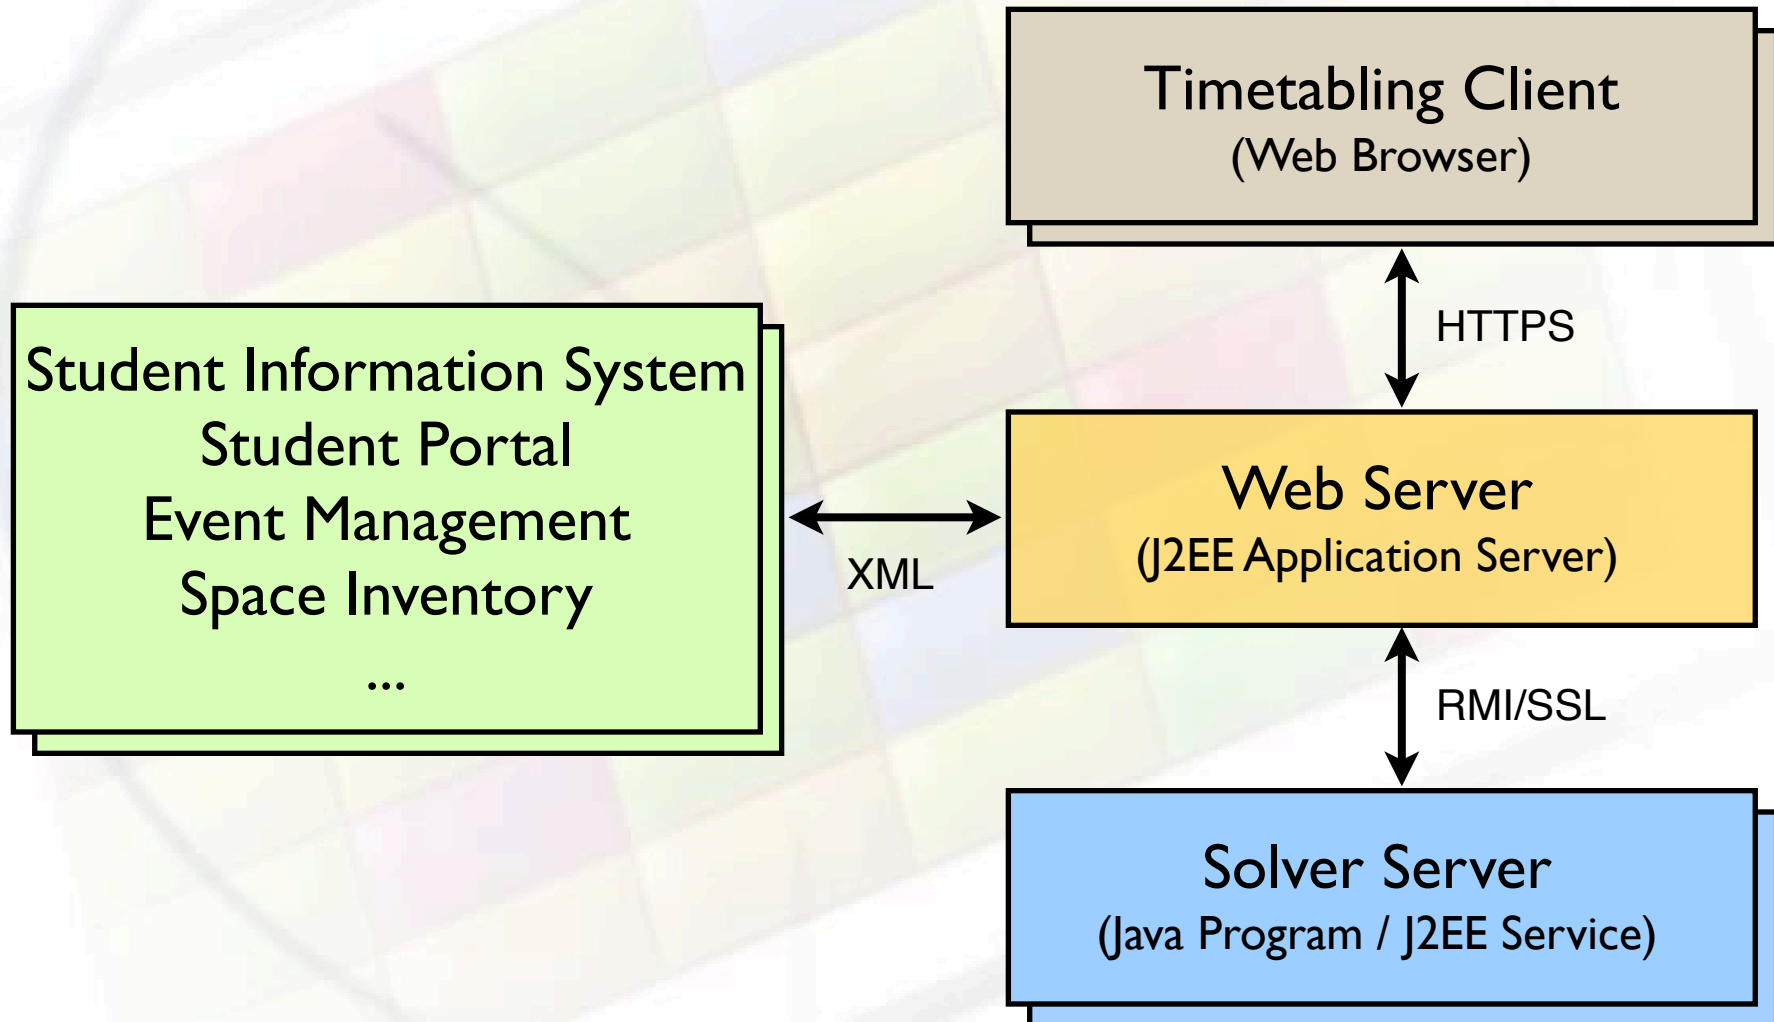 Timetabling Client
(Web Browser)
HTTPS
Student Information System
Student Portal
Event Management
Space Inventory
...
XML
Web Server
(J2EE Application Server)
RMI/SSL
Solver Server
(Java Program / J2EE Service)